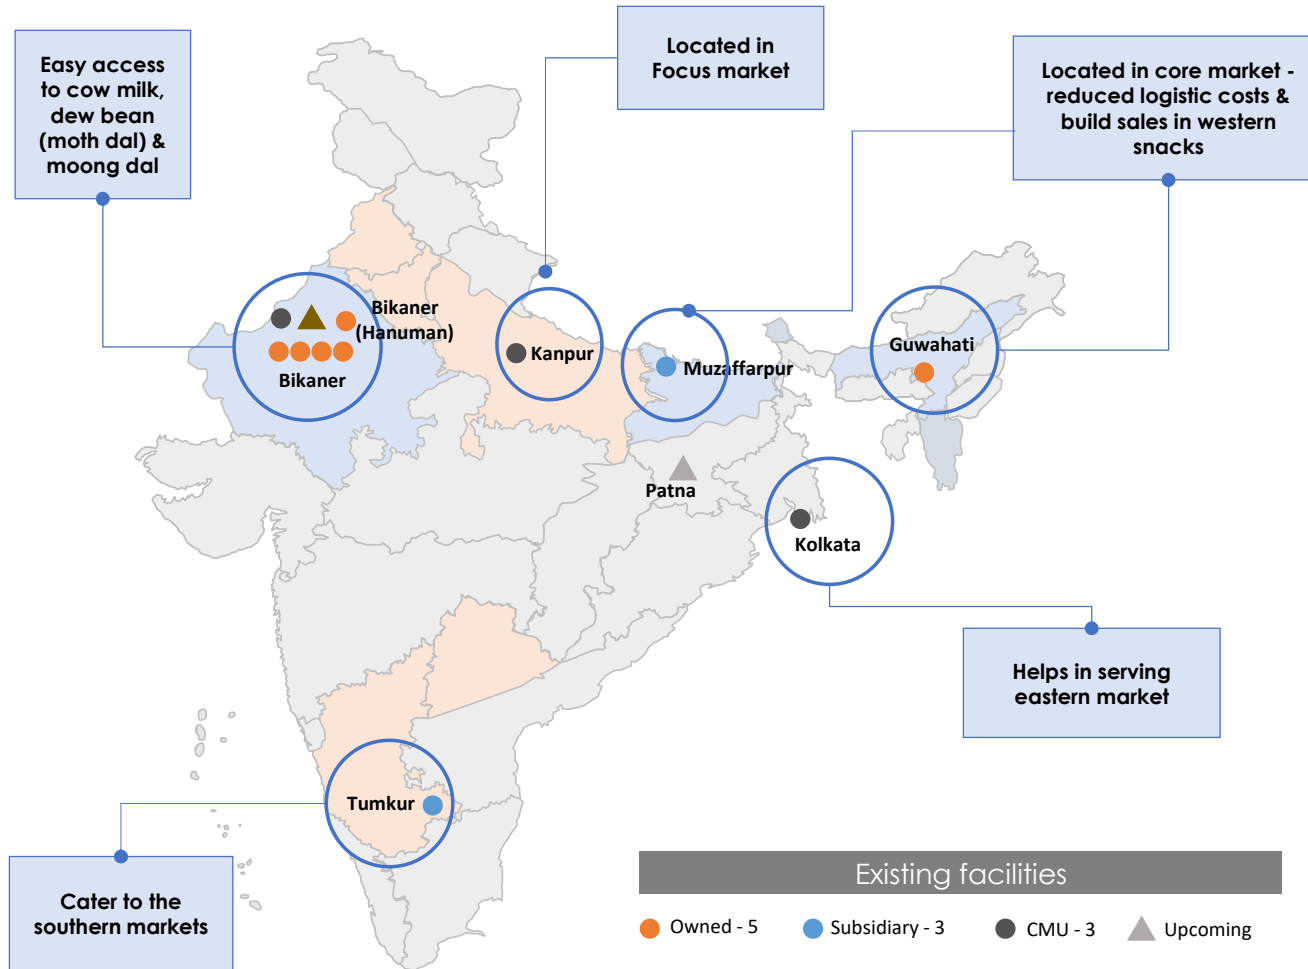 Easy access
to cow milk,
dew bean
(moth dal) &
moong dal
Located in
Focus market
Located in core market -
reduced logistic costs &
build sales in western
snacks
Bikaner
(Hanuman)
Bikaner
Kanpur
Muzaffarpur
Guwahati
Patna
Kolkata
Helps in serving
eastern market
Tumkur
Cater to the
southern markets
Existing facilities
Owned - 5
Subsidiary - 3
CMU - 3
Upcoming